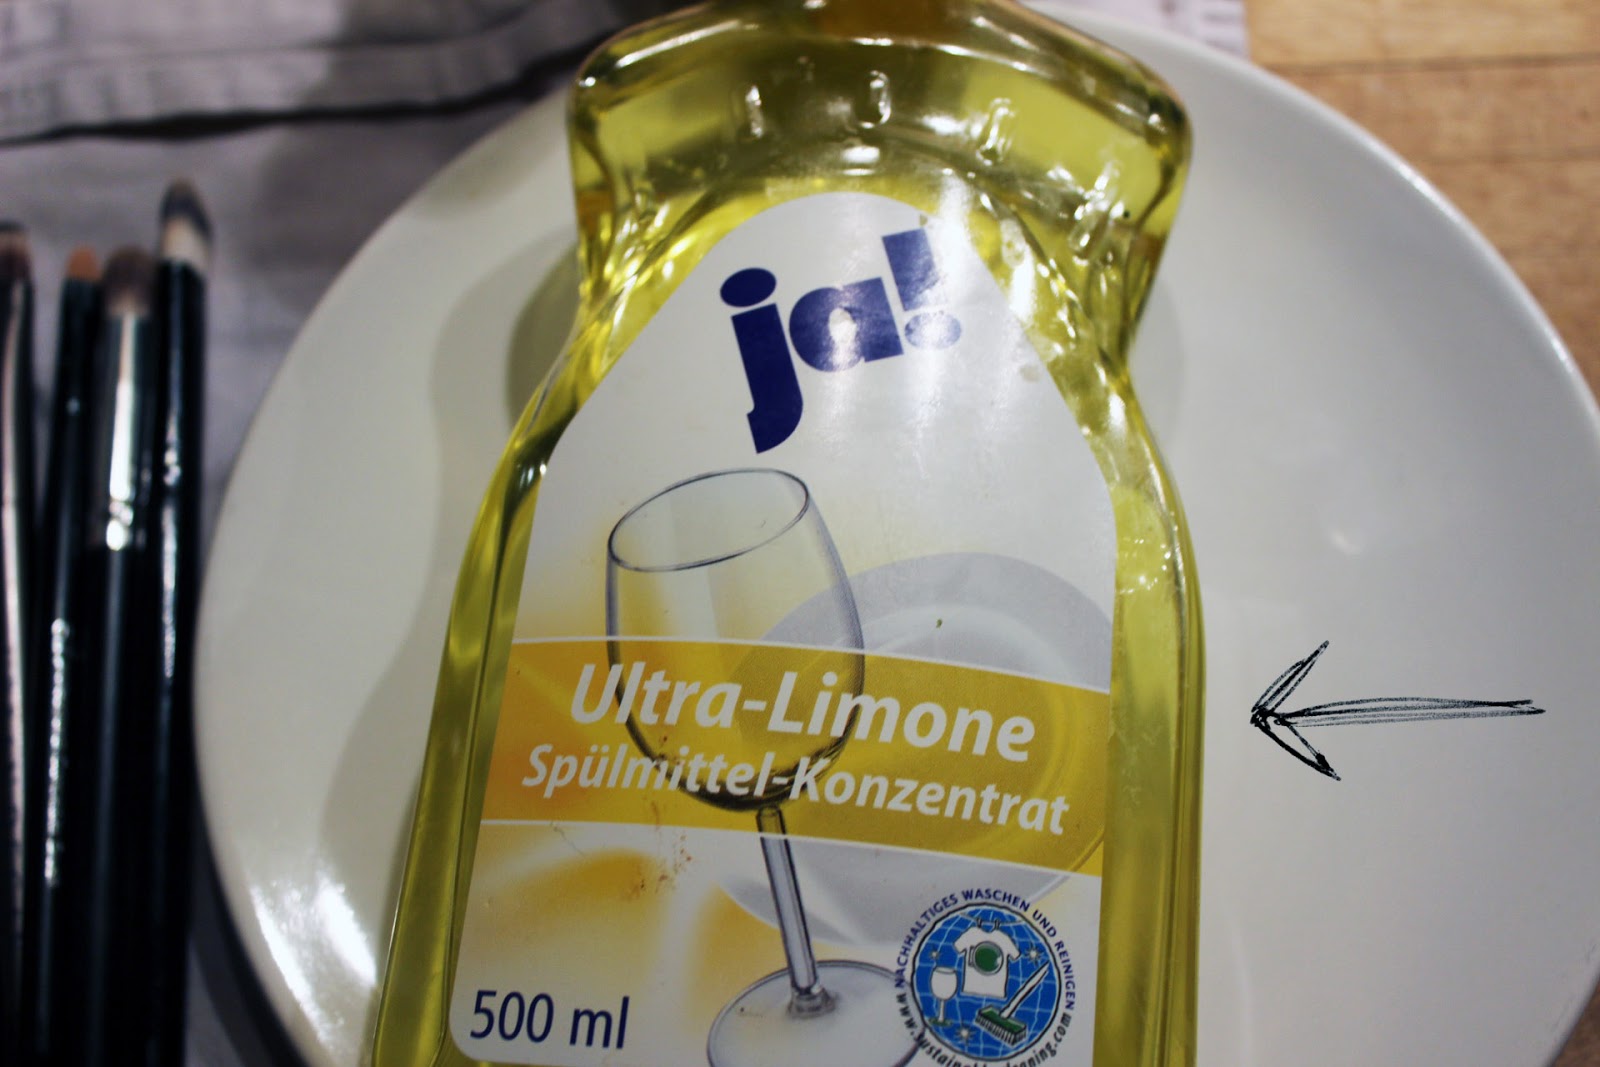 ja!
Ultra-Limone
Spülmittel-Konzentrat
500 ml
NACHHALTIGES WASCHEN UND REINIGEN